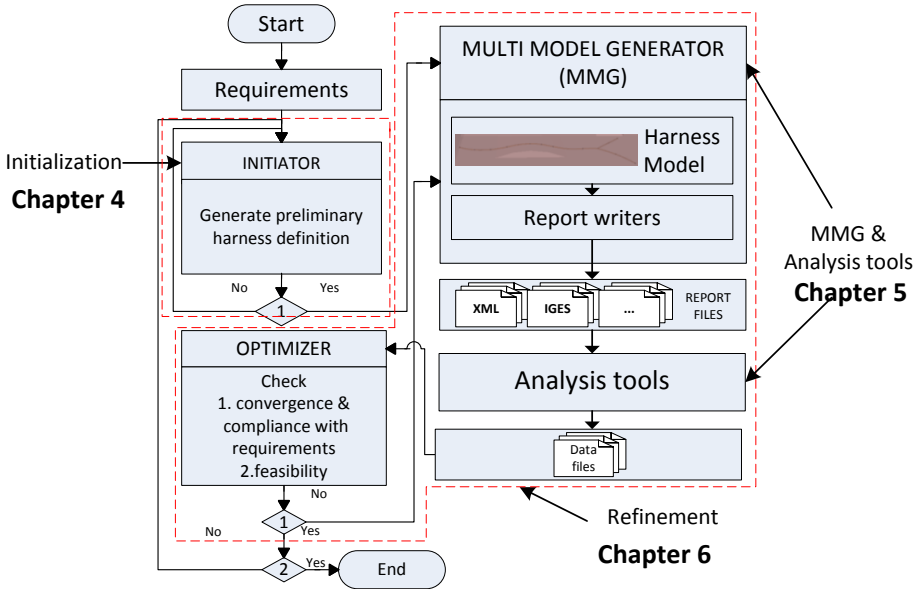 Start
Requirements
Initialization
Chapter 4
INITIATOR
Generate preliminary
harness definition
No
Yes
1
OPTIMIZER
Check
1. convergence &
compliance with
requirements
2.feasibility
No
1
Yes
No
2
Yes
End
MULTI MODEL GENERATOR
(MMG)
Harness
Model
Report writers
XML
IGES
...
REPORT
FILES
Analysis tools
Data
files
MMG &
Analysis tools
Chapter 5
Refinement
Chapter 6